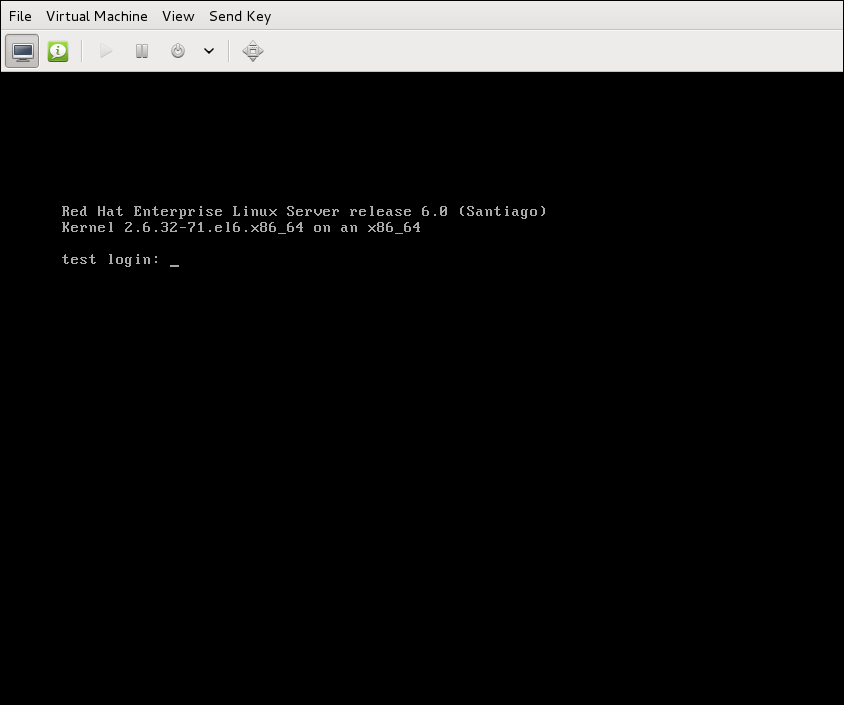 File Virtual Machine View Send Key
Red Hat Enterprise Linux Server release 6.0 (Santiago)
Kernel 2.6.32-71.el6.x86_64 on an x86_64
test login: _